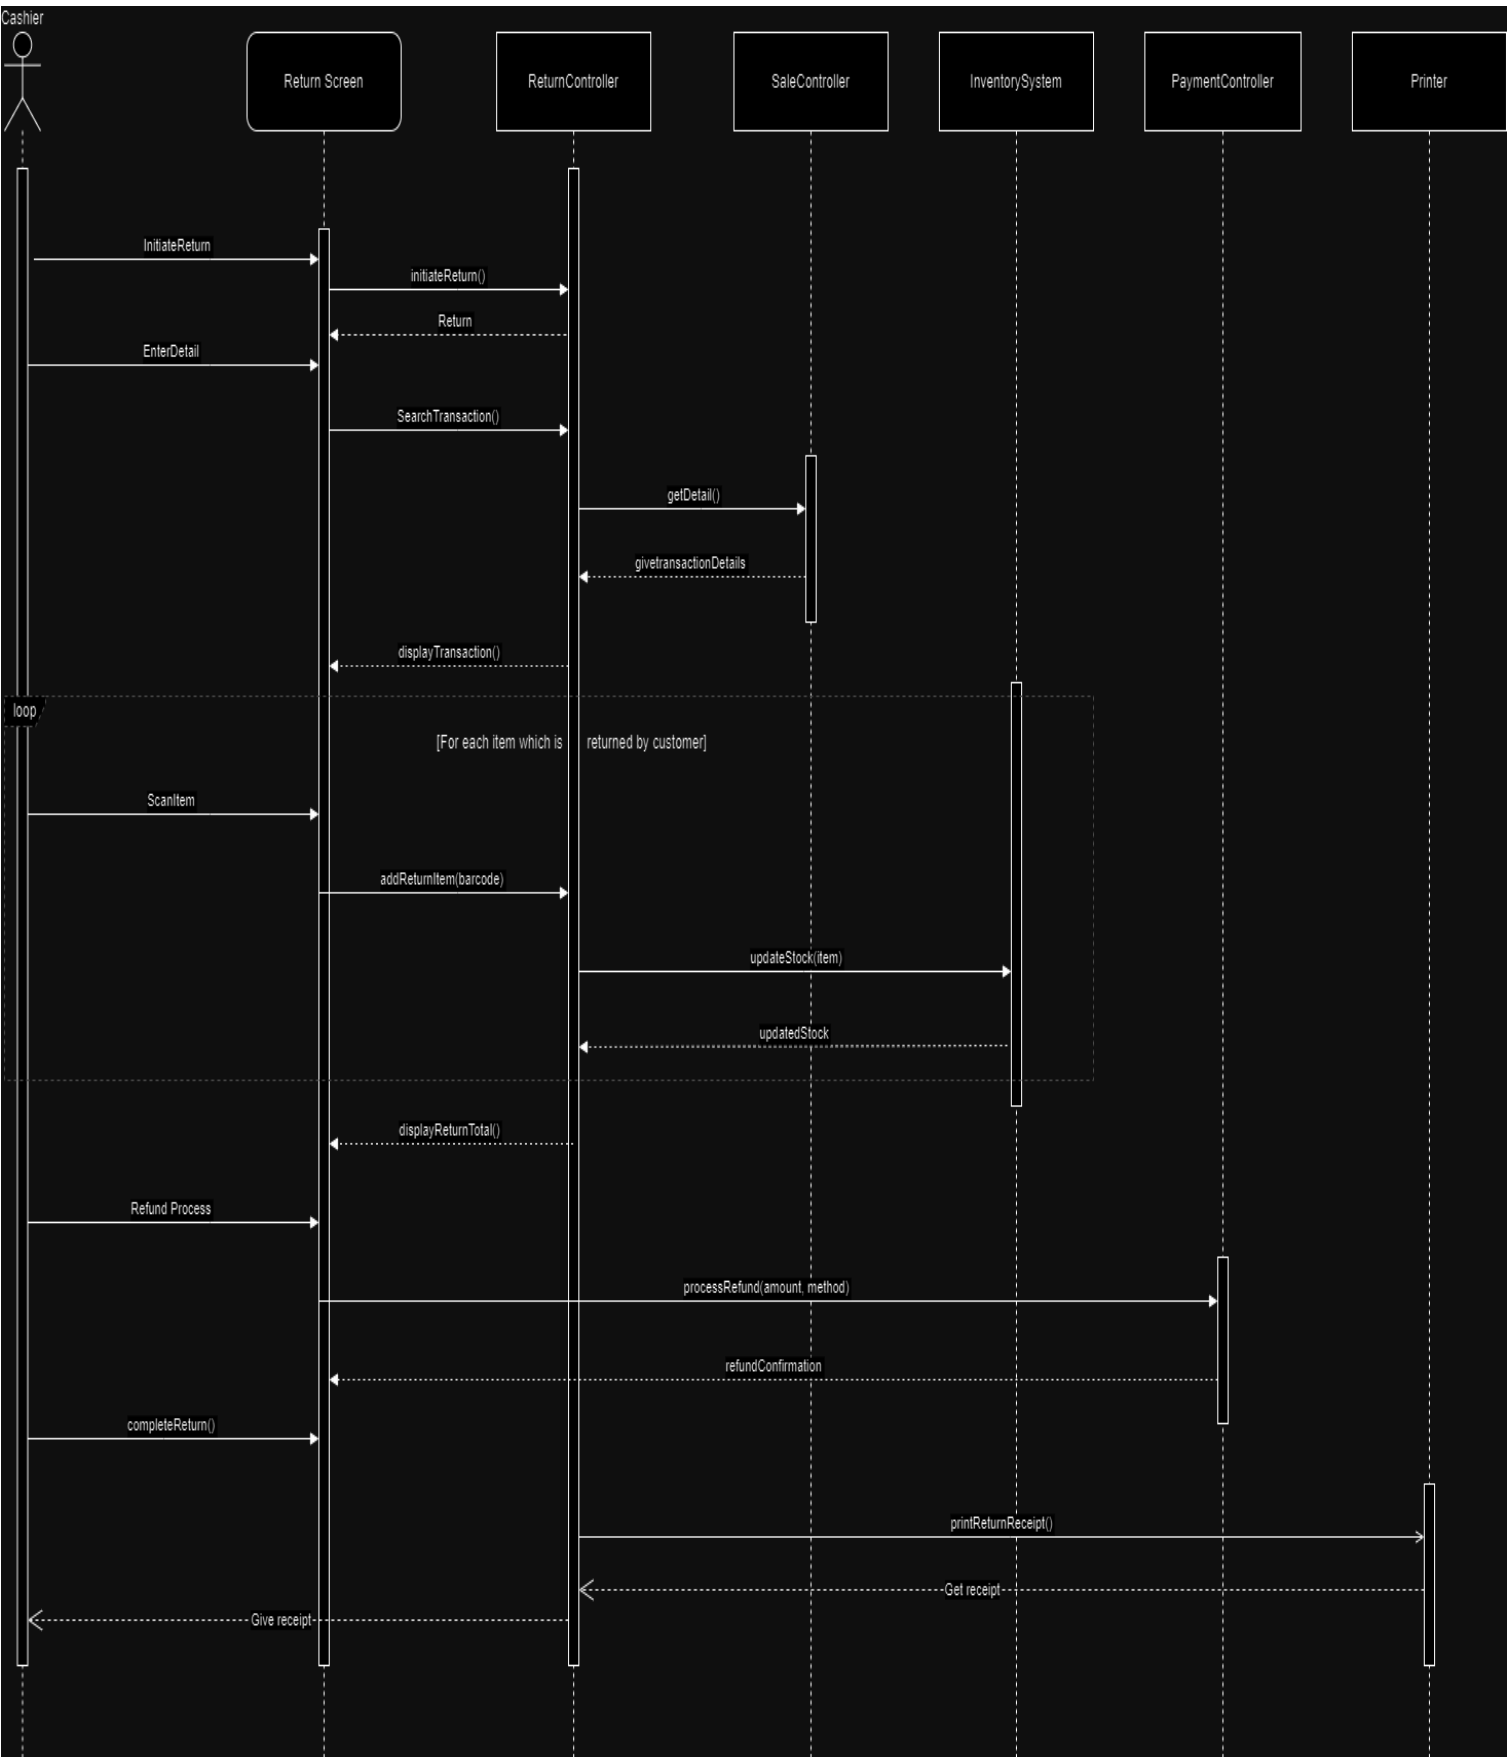 Cashier
Return Screen
ReturnController
SaleController
InventorySystem
PaymentController
Printer
InitiateReturn
initiateReturn()
Return
EnterDetail
SearchTransaction()
getDetail()
givetransactionDetails
displayTransaction()
loop
[For each item which is returned by customer]
ScanItem
addReturnItem(barcode)
updateStock(item)
updatedStock
displayReturnTotal()
Refund Process
processRefund(amount, method)
refundConfirmation
completeReturn()
printReturnReceipt()
Get receipt
Give receipt